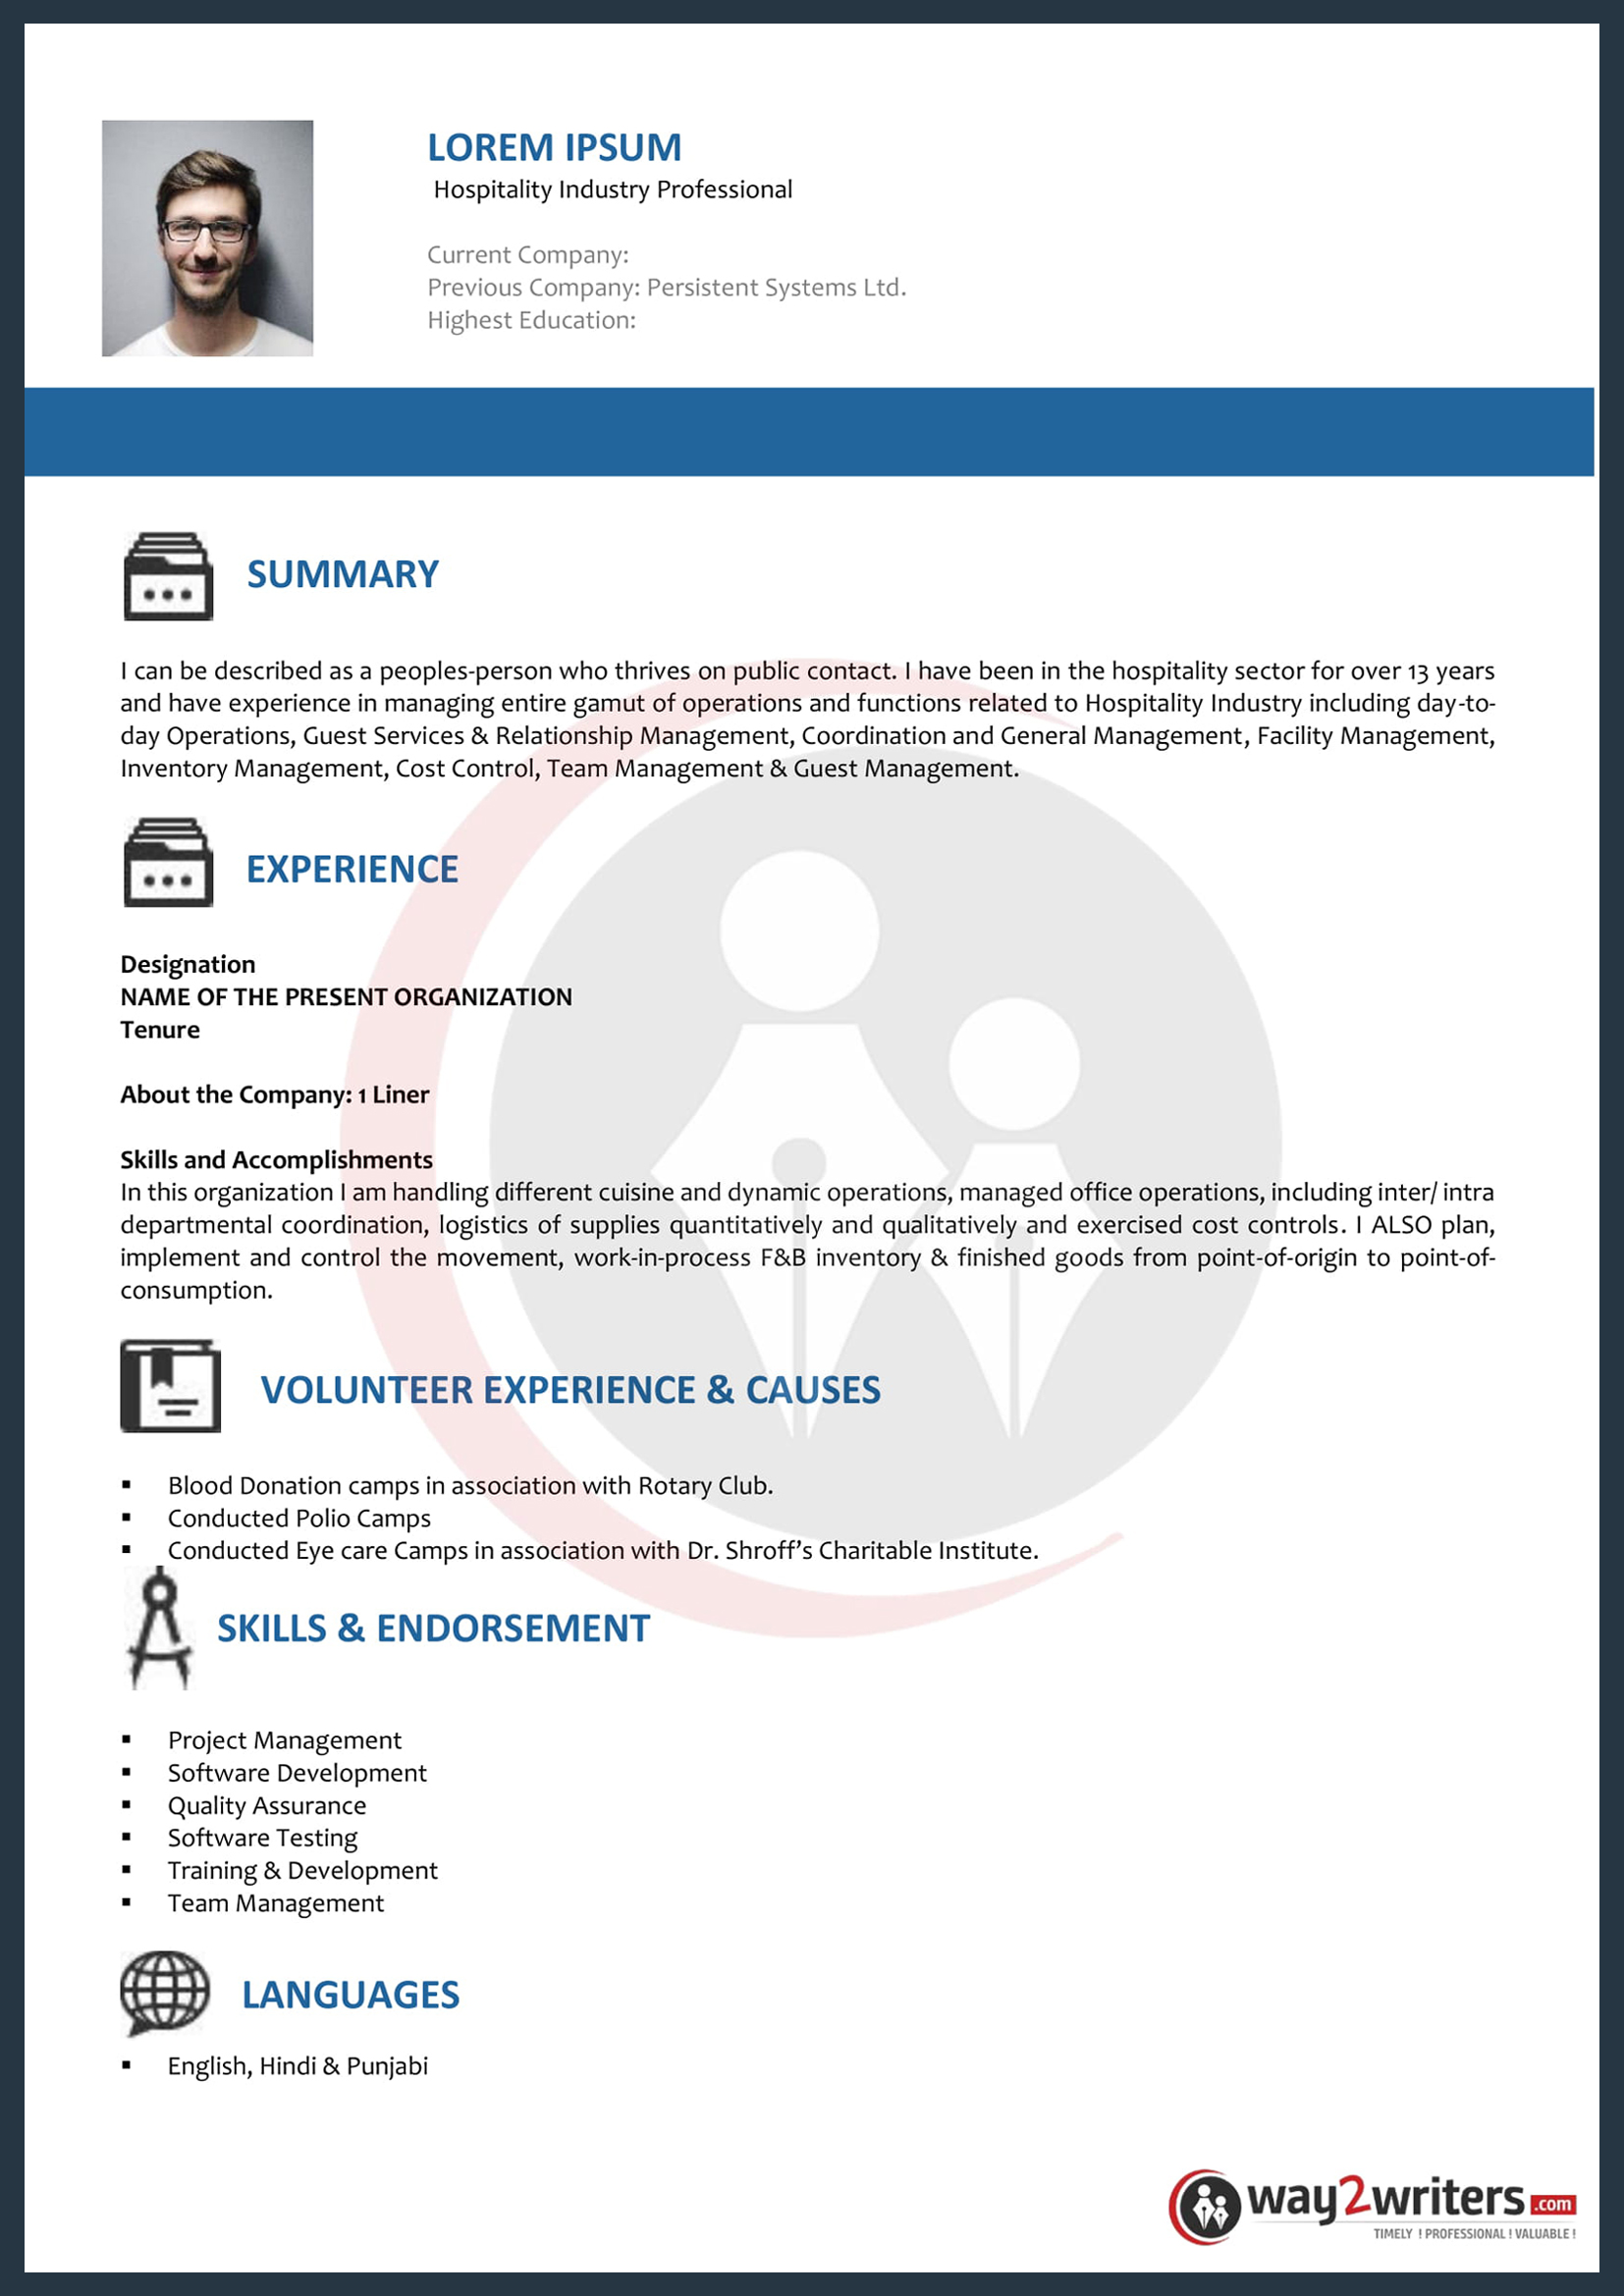 LOREM IPSUM
Hospitality Industry Professional
Current Company:
Previous Company: Persistent Systems Ltd.
Highest Education:
SUMMARY
I can be described as a peoples-person who thrives on public contact. I have been in the hospitality sector for over 13 years
and have experience in managing entire gamut of operations and functions related to Hospitality Industry including day-to-
day Operations, Guest Services & Relationship Management, Coordination and General Management, Facility Management,
Inventory Management, Cost Control, Team Management & Guest Management.
EXPERIENCE
Designation
NAME OF THE PRESENT ORGANIZATION
Tenure
About the Company: 1 Liner
Skills and Accomplishments
In this organization I am handling different cuisine and dynamic operations, managed office operations, including inter/ intra
departmental coordination, logistics of supplies quantitatively and qualitatively and exercised cost controls. I ALSO plan,
implement and control the movement, work-in-process F&B inventory & finished goods from point-of-origin to point-of-
consumption.
VOLUNTEER EXPERIENCE & CAUSES
▪ Blood Donation camps in association with Rotary Club.
▪ Conducted Polio Camps
▪ Conducted Eye care Camps in association with Dr. Shroff’s Charitable Institute.
SKILLS & ENDORSEMENT
▪ Project Management
▪ Software Development
▪ Quality Assurance
▪ Software Testing
▪ Training & Development
▪ Team Management
LANGUAGES
▪ English, Hindi & Punjabi
way2writers.com
TIMELY ! PROFESSIONAL ! VALUABLE !